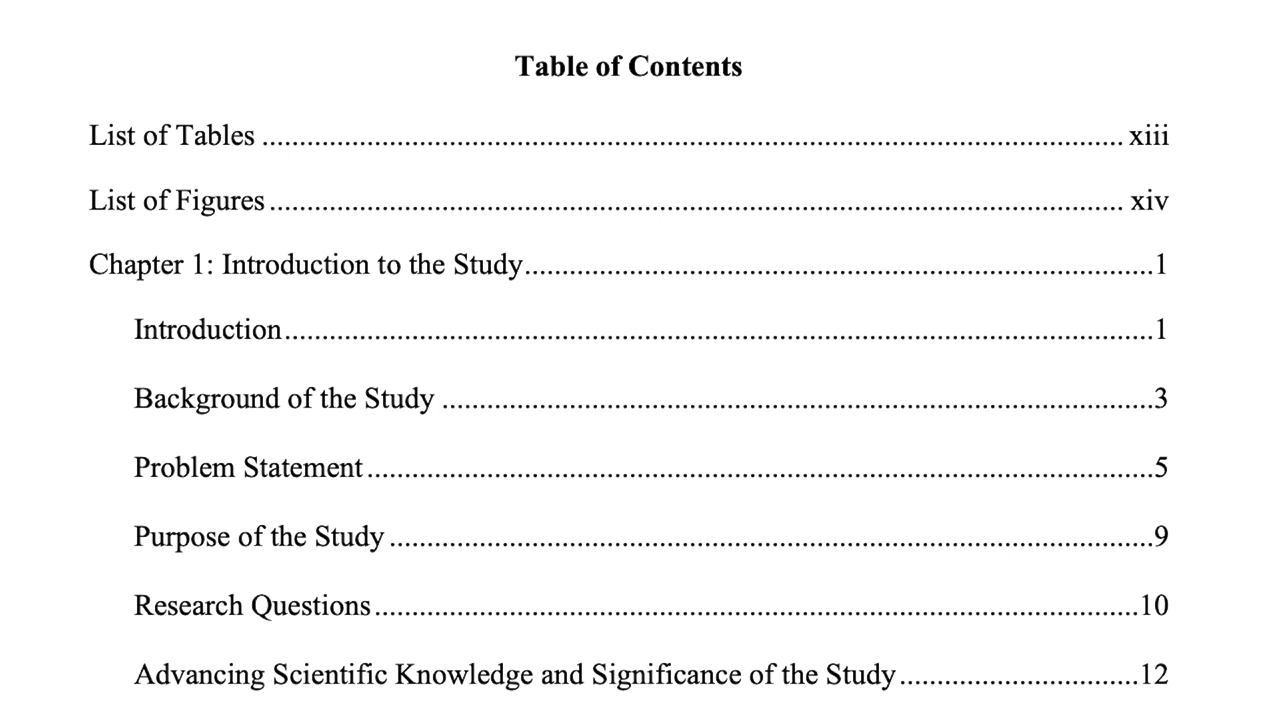 Table of Contents
List of Tables ........................................................................................................................ xiii
List of Figures ....................................................................................................................... xiv
Chapter 1: Introduction to the Study........................................................................................1
Introduction.........................................................................................................................1
Background of the Study ...................................................................................................3
Problem Statement.............................................................................................................5
Purpose of the Study ..........................................................................................................9
Research Questions...........................................................................................................10
Advancing Scientific Knowledge and Significance of the Study................................12